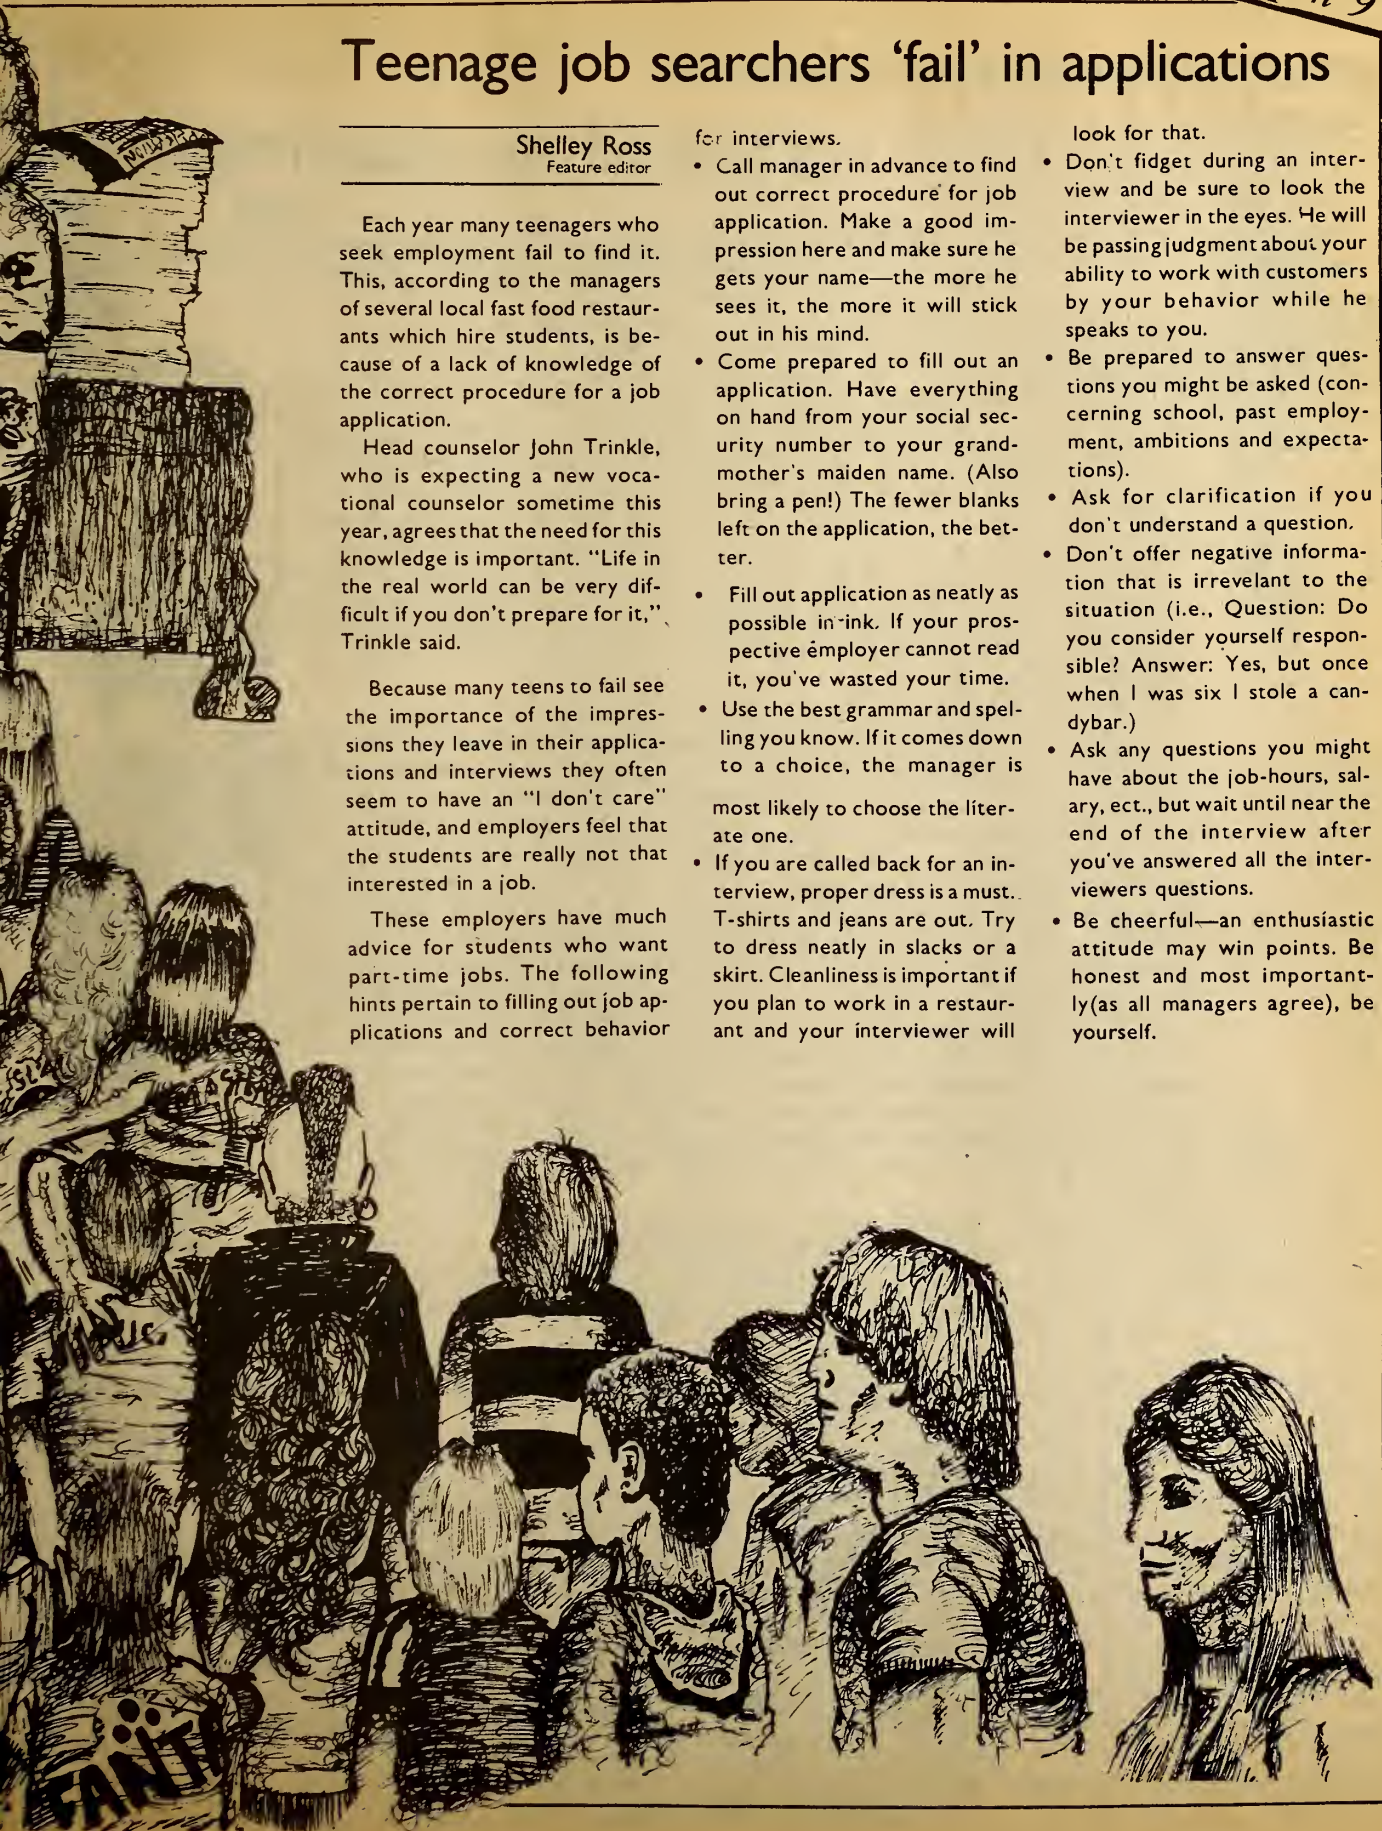 Teenage job searchers ‘fail’ in applications
Shelley Ross
Feature editor
Each year many teenagers who
seek employment fail to find it.
This, according to the managers
of several local fast food restaur-
ants which hire students, is be-
cause of a lack of knowledge of
the correct procedure for a job
application.
Head counselor John Trinkle,
who is expecting a new voca-
tional counselor sometime this
year, agrees that the need for this
knowledge is important. "Life in
the real world can be very dif-
ficult if you don't prepare for it,"
Trinkle said.
Because many teens to fail see
the importance of the impres-
sions they leave in their applica-
tions and interviews they often
seem to have an "I don't care"
attitude, and employers feel that
the students are really not that
interested in a job.
These employers have much
advice for students who want
part-time jobs. The following
hints pertain to filling out job ap-
plications and correct behavior
for interviews.
• Call manager in advance to find
out correct procedure for job
application. Make a good im-
pression here and make sure he
gets your name—the more he
sees it, the more it will stick
out in his mind.
• Come prepared to fill out an
application. Have everything
on hand from your social sec-
urity number to your grand-
mother's maiden name. (Also
bring a pen!) The fewer blanks
left on the application, the bet-
ter.
• Fill out application as neatly as
possible in ink. If your pros-
pective employer cannot read
it, you've wasted your time.
• Use the best grammar and spel-
ling you know. If it comes down
to a choice, the manager is
most likely to choose the liter-
ate one.
• If you are called back for an in-
terview, proper dress is a must.
T-shirts and jeans are out. Try
to dress neatly in slacks or a
skirt. Cleanliness is important if
you plan to work in a restaur-
ant and your interviewer will
look for that.
• Don't fidget during an inter-
view and be sure to look the
interviewer in the eyes. He will
be passing judgment about your
ability to work with customers
by your behavior while he
speaks to you.
• Be prepared to answer ques-
tions you might be asked (con-
cerning school, past employ-
ment, ambitions and expecta-
tions).
• Ask for clarification if you
don't understand a question.
• Don't offer negative informa-
tion that is irrevelant to the
situation (i.e., Question: Do
you consider yourself respon-
sible? Answer: Yes, but once
when I was six I stole a can-
dybar.)
• Ask any questions you might
have about the job-hours, sal-
ary, ect., but wait until near the
end of the interview after
you've answered all the inter-
viewers questions.
• Be cheerful—an enthusiastic
attitude may win points. Be
honest and most important-
ly(as all managers agree), be
yourself.
FANTA